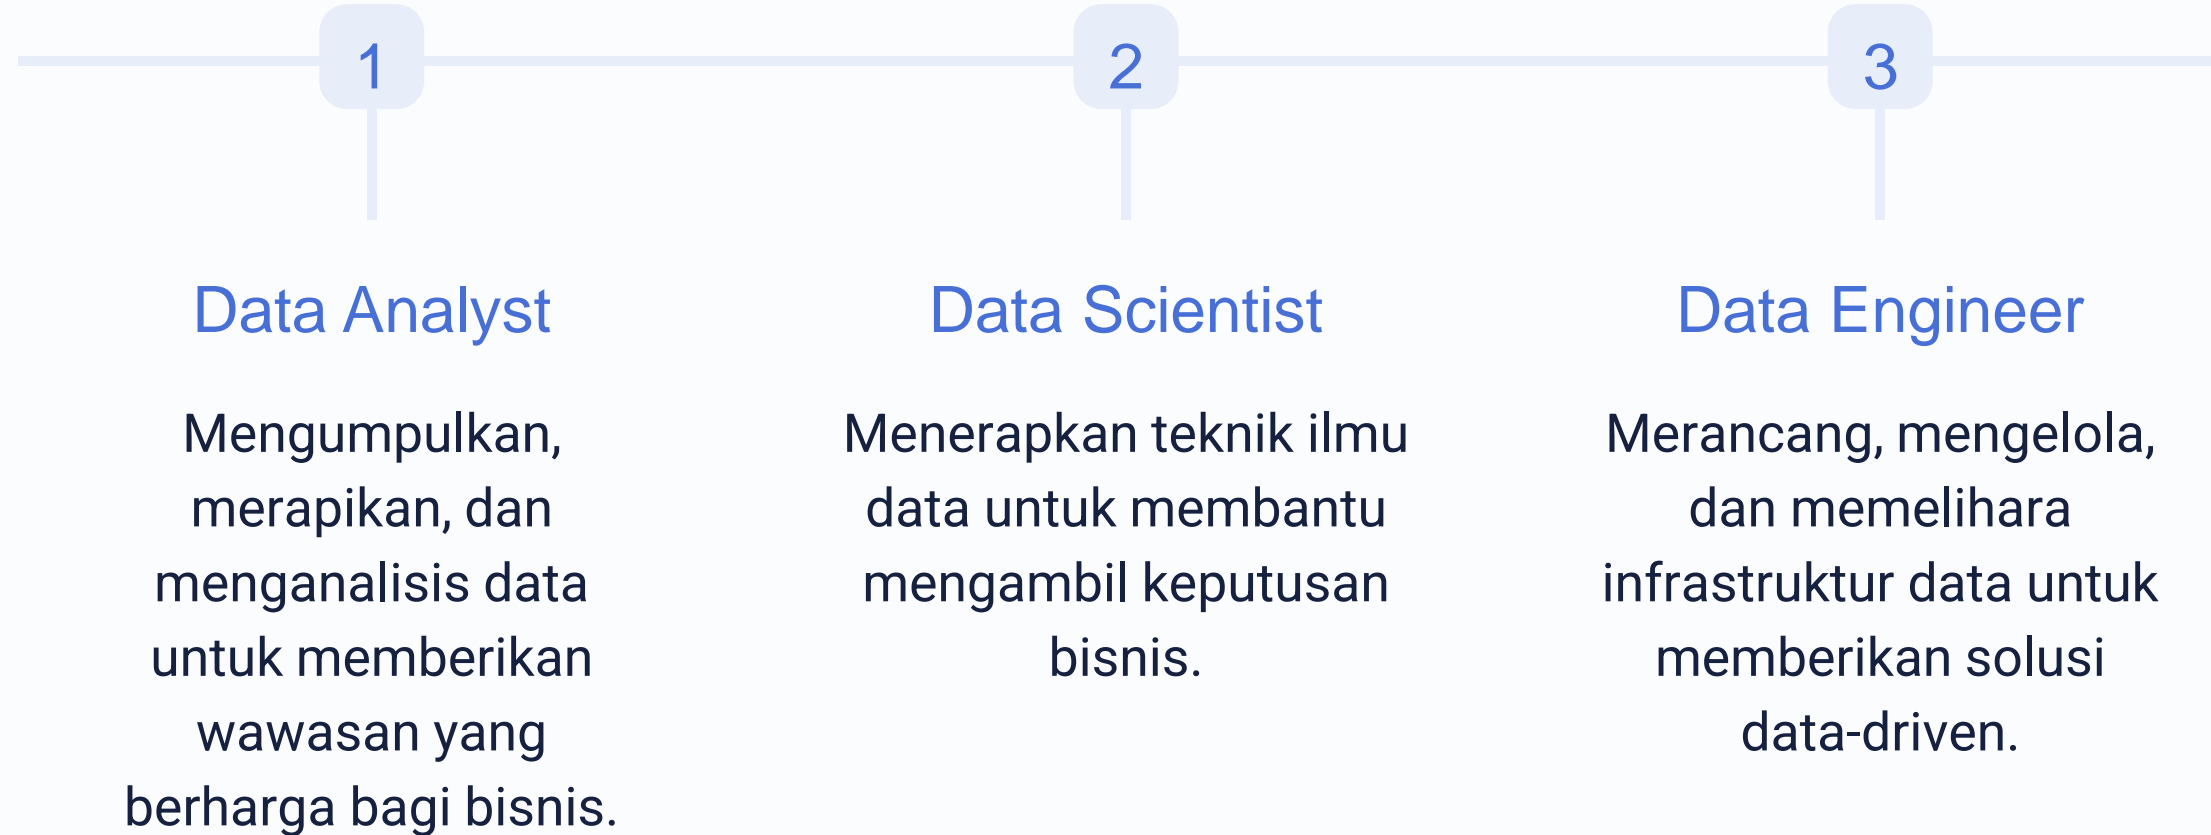 1
Data Analyst
Mengumpulkan,
merapikan, dan
menganalisis data
untuk memberikan
wawasan yang
berharga bagi bisnis.
2
Data Scientist
Menerapkan teknik ilmu
data untuk membantu
mengambil keputusan
bisnis.
3
Data Engineer
Merancang, mengelola,
dan memelihara
infrastruktur data untuk
memberikan solusi
data-driven.